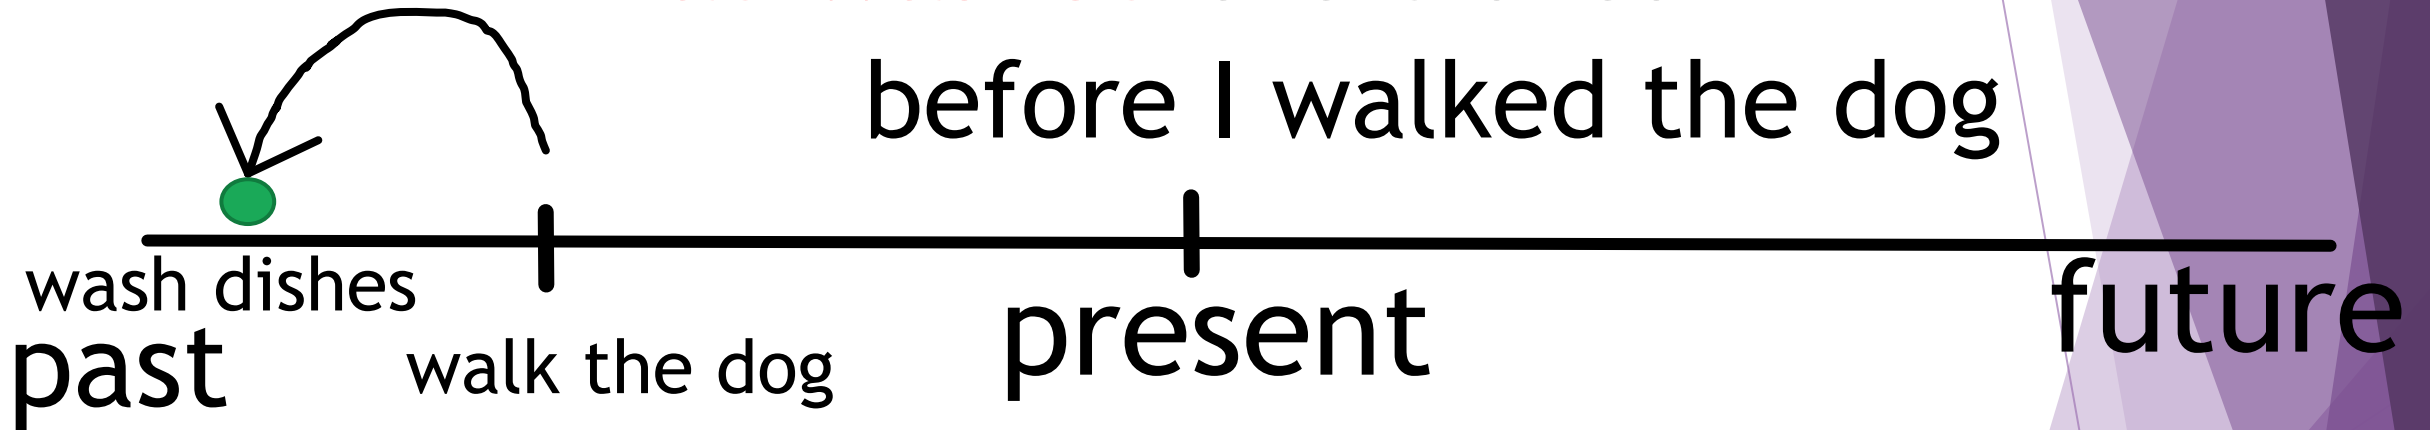 before I walked the dog
wash dishes
past
walk the dog
present
future